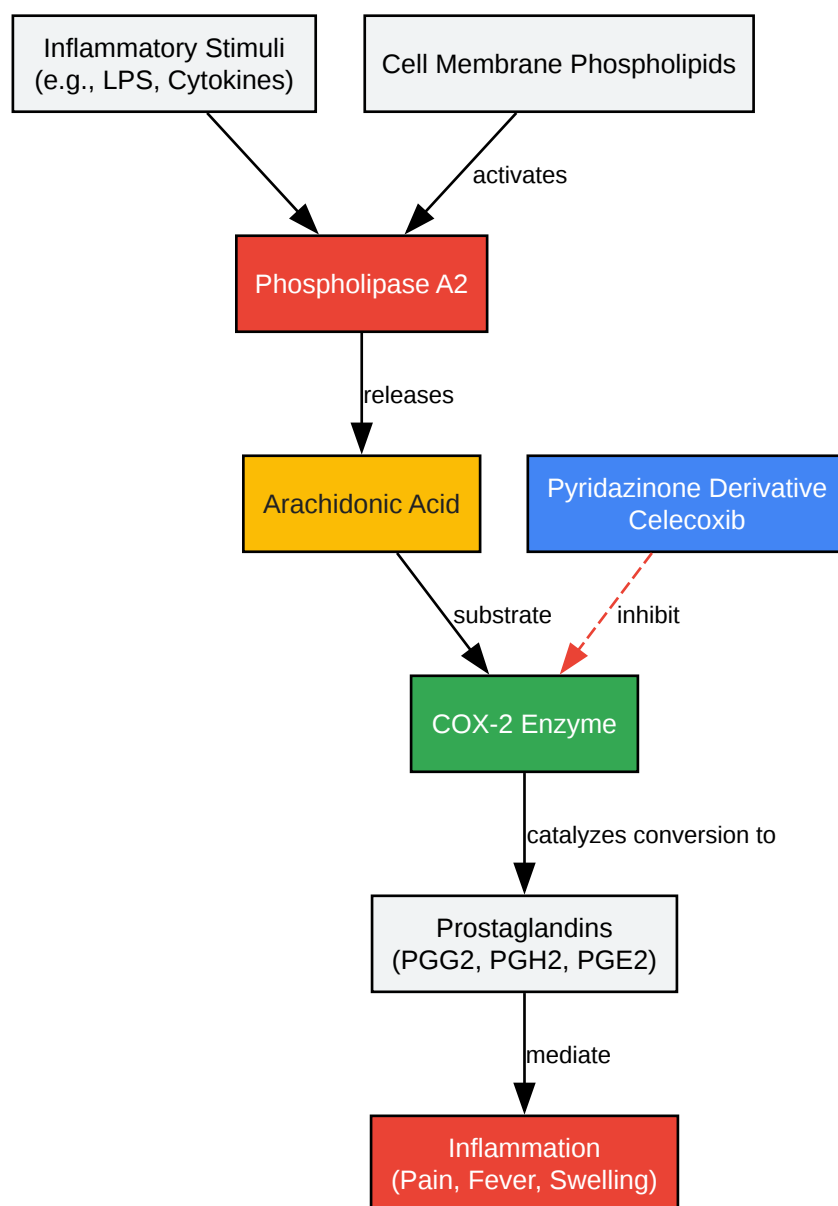 Inflammatory Stimuli
(e.g., LPS, Cytokines)
Cell Membrane Phospholipids
activates
Phospholipase A2
releases
Arachidonic Acid
Pyridazinone Derivative
Celecoxib
substrate
inhibit
COX-2 Enzyme
catalyzes conversion to
Prostaglandins
(PGG2, PGH2, PGE2)
mediate
Inflammation
(Pain, Fever, Swelling)